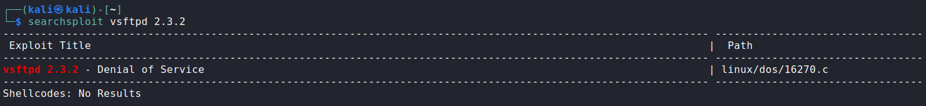 ┌──(kali㉿kali)-[~]
└─$ searchsploit vsftpd 2.3.2
Exploit Title | Path
vsftpd 2.3.2 - Denial of Service | linux/dos/16270.c
Shellcodes: No Results